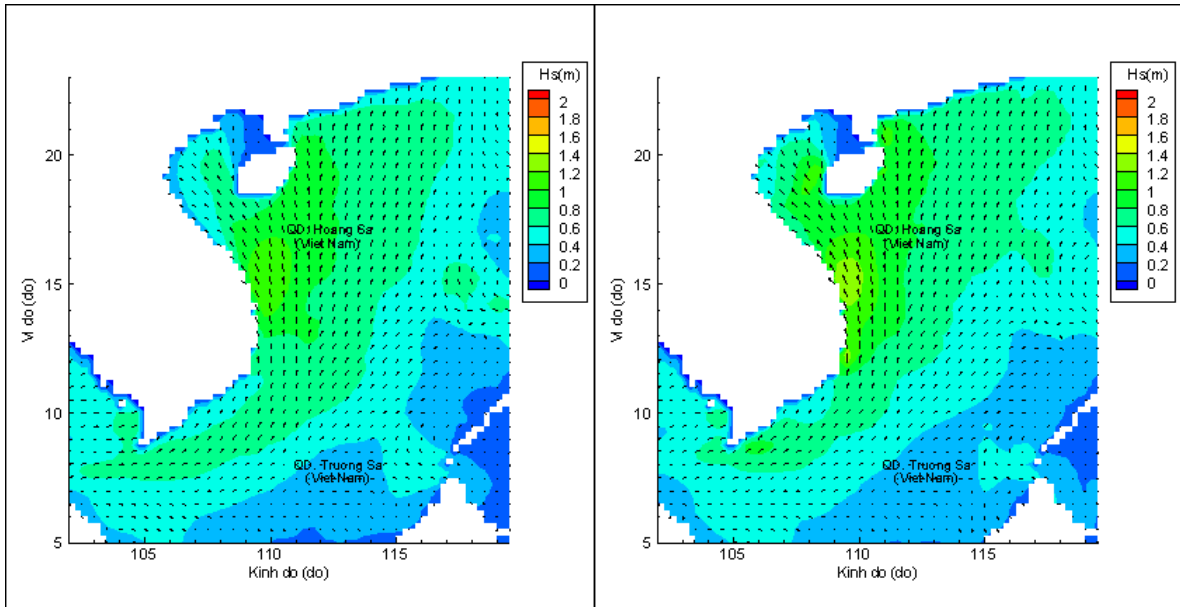 Hs(m)
2
1.8
1.6
1.4
1.2
1
0.8
0.6
0.4
0.2
0
20
15
10
5
Vi do (do)
QD. Hoang Sa
(Viet Nam)
QD. Truong Sa
(Viet Nam)
105
110
115
Kinh do (do)
Hs(m)
2
1.8
1.6
1.4
1.2
1
0.8
0.6
0.4
0.2
0
20
15
10
5
Vi do (do)
QD. Hoang Sa
(Viet Nam)
QD. Truong Sa
(Viet Nam)
105
110
115
Kinh do (do)